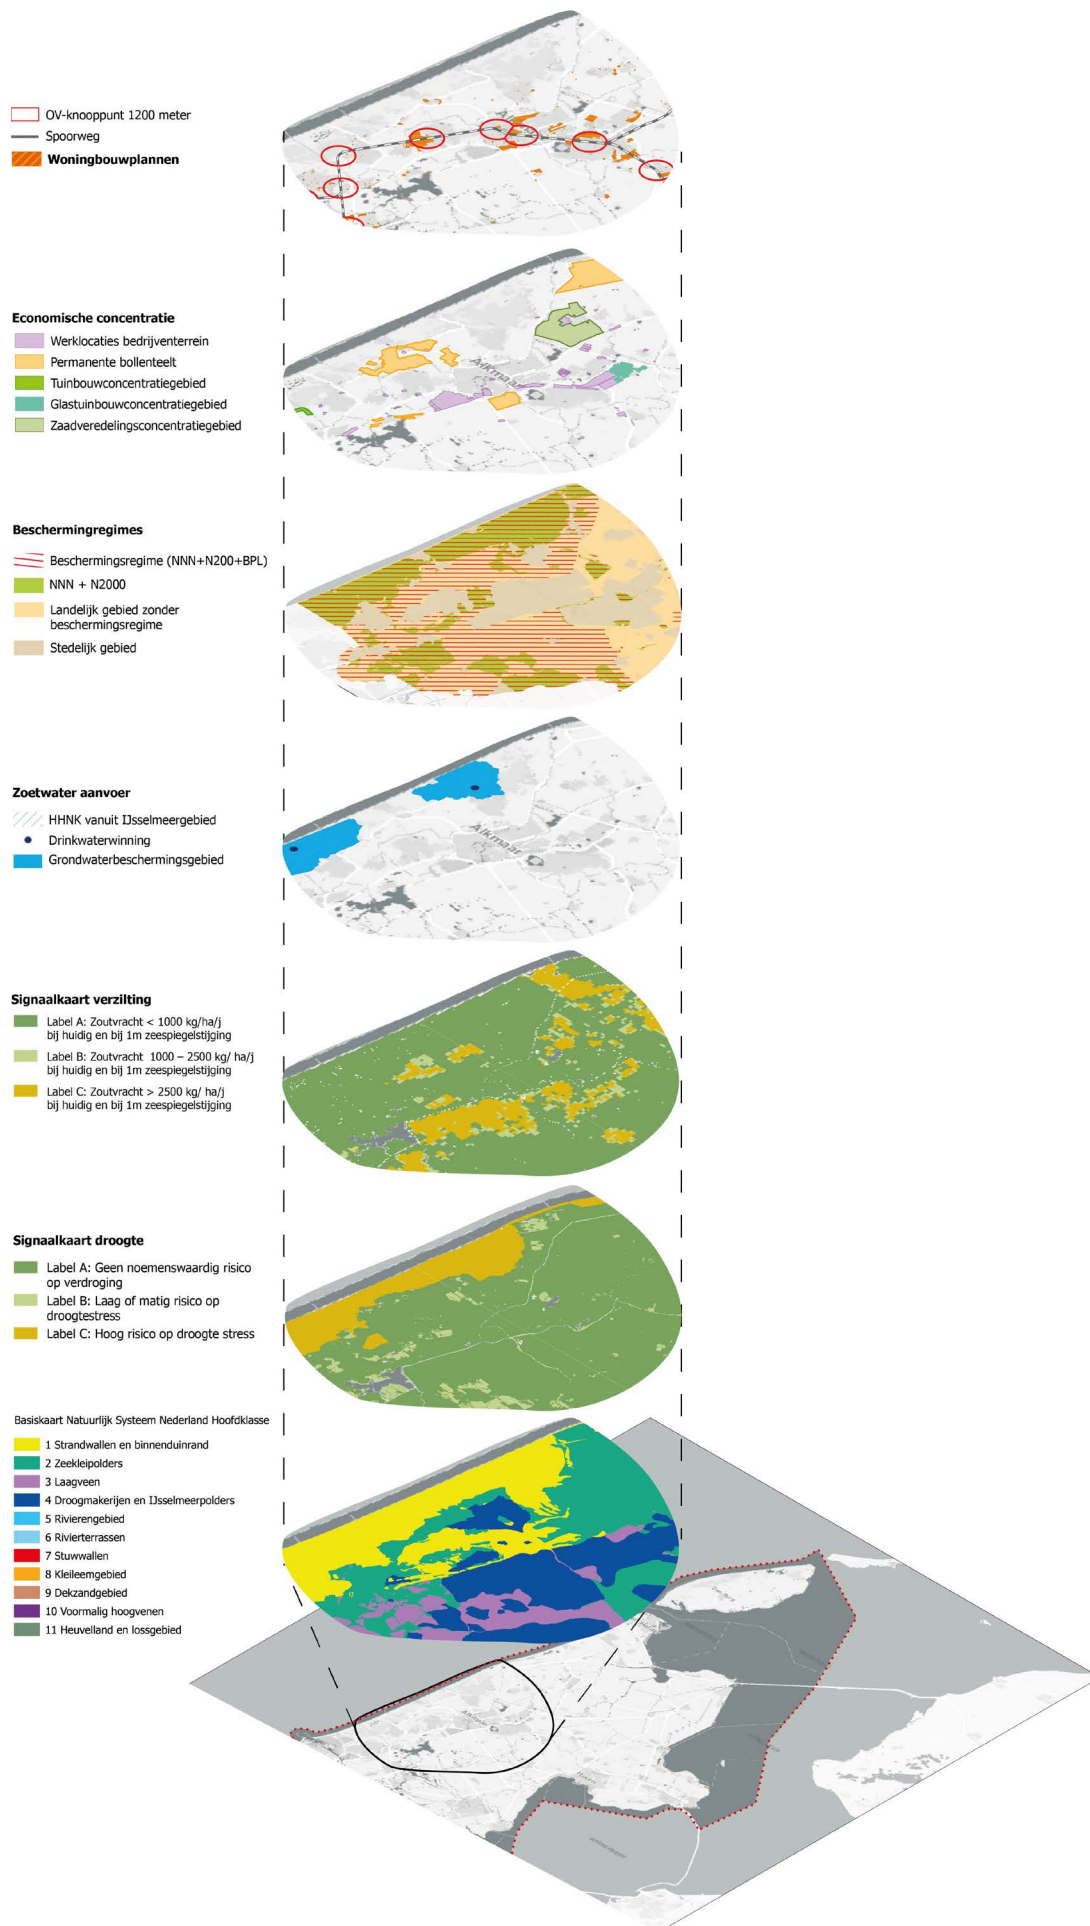 OV-knooppunt 1200 meter
Spoorweg
Woningbouwplannen
Economische concentratie
Werklocaties bedrijventerrein
Permanente bollenteelt
Tuinbouwconcentratiegebied
Glastuinbouwconcentratiegebied
Zaadveredelingsconcentratiegebied
Alkmaar
Beschermingregimes
Beschermingsregime (NNN+N200+BPL)
NNN + N2000
Landelijk gebied zonder
beschermingsregime
Stedelijk gebied
Zoetwater aanvoer
HHNK vanuit IJsselmeergebied
Drinkwaterwinning
Grondwaterbeschermingsgebied
Alkmaar
Signaalkaart verzilting
Label A: Zoutvracht < 1000 kg/ha/j
bij huidig en bij 1m zeespiegelstijging
Label B: Zoutvracht 1000 – 2500 kg/ ha/j
bij huidig en bij 1m zeespiegelstijging
Label C: Zoutvracht > 2500 kg/ ha/j
bij huidig en bij 1m zeespiegelstijging
Signaalkaart droogte
Label A: Geen noemenswaardig risico
op verdroging
Label B: Laag of matig risico op
droogtestress
Label C: Hoog risico op droogte stress
Basiskaart Natuurlijk Systeem Nederland Hoofdklasse
1 Strandwallen en binnenduinrand
2 Zeekleipolders
3 Laagveen
4 Droogmakerijen en IJsselmeerpolders
5 Rivierengebied
6 Rivierterrassen
7 Stuwwallen
8 Kleileemgebied
9 Dekzandgebied
10 Voormalig hoogvenen
11 Heuvelland en lossgebied